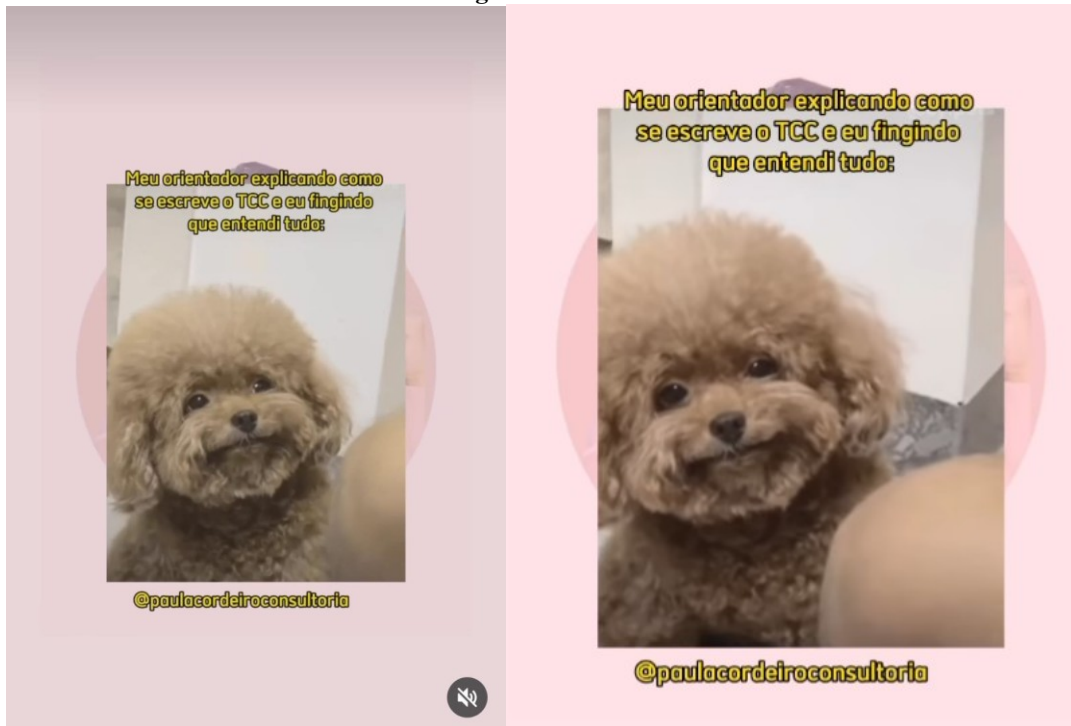 Meu orientador explicando como
se escreve o TCC e eu fingindo
que entendi tudo:
@paulacordeiroconsultoria
Meu orientador explicando como
se escreve o TCC e eu fingindo
que entendi tudo:
@paulacordeiroconsultoria